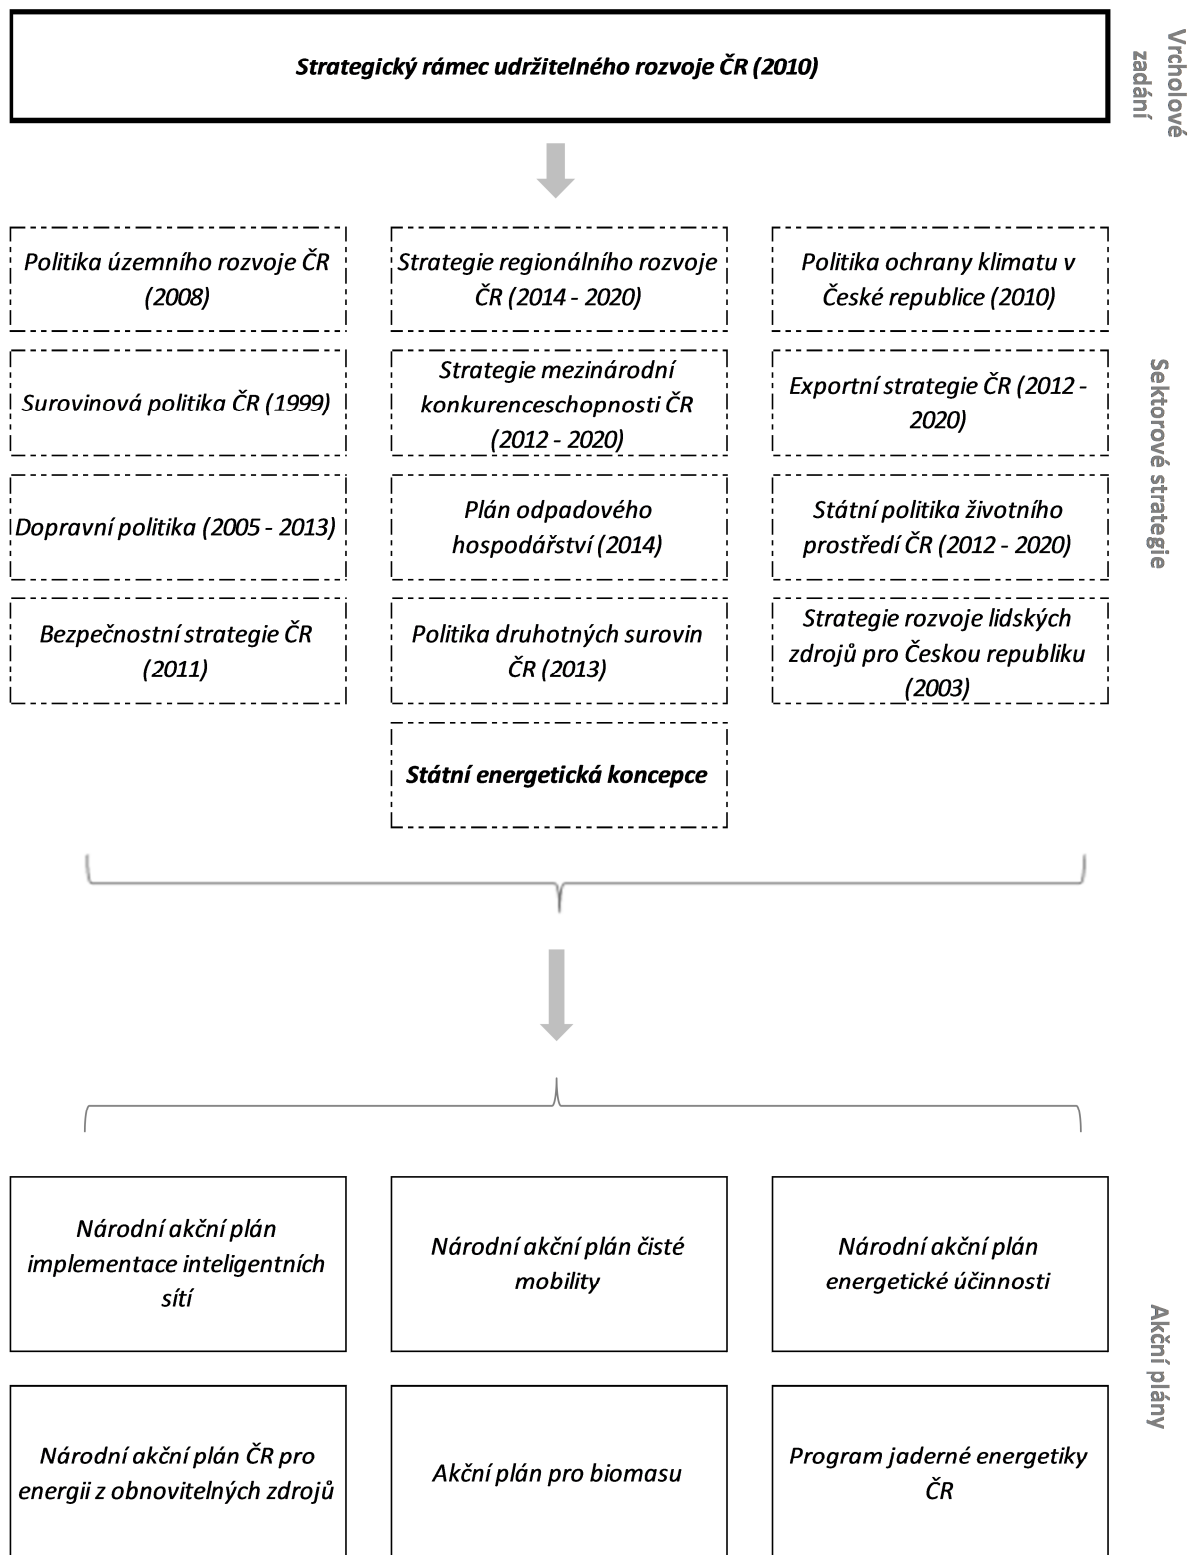 Strategický rámec udržitelného rozvoje ČR (2010)
Vrcholové
zadání
Politika územního rozvoje ČR
(2008)
Strategie regionálního rozvoje
ČR (2014 - 2020)
Politika ochrany klimatu v
České republice (2010)
Surovinová politika ČR (1999)
Strategie mezinárodní
konkurenceschopnosti ČR
(2012 - 2020)
Exportní strategie ČR (2012 -
2020)
Dopravní politika (2005 - 2013)
Plán odpadového
hospodářství (2014)
Státní politika životního
prostředí ČR (2012 - 2020)
Bezpečnostní strategie ČR
(2011)
Politika druhotných surovin
ČR (2013)
Strategie rozvoje lidských
zdrojů pro Českou republiku
(2003)
Státní energetická koncepce
Sektorové strategie
Národní akční plán
implementace inteligentních
sítí
Národní akční plán čisté
mobility
Národní akční plán
energetické účinnosti
Národní akční plán ČR pro
energii z obnovitelných zdrojů
Akční plán pro biomasu
Program jaderné energetiky
ČR
Akční plány